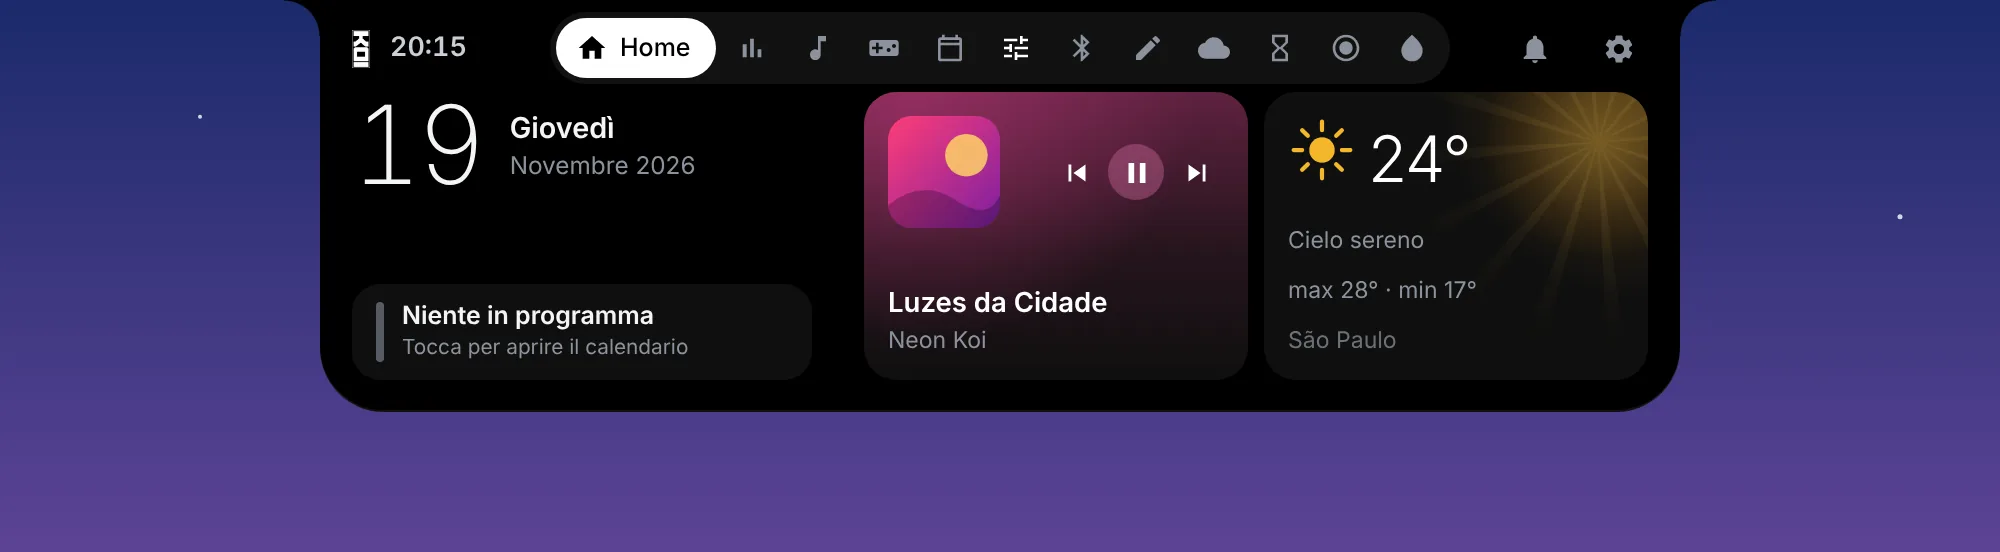 20:15
Home
19
Giovedì
Novembre 2026
Niente in programma
Tocca per aprire il calendario
Luzes da Cidade
Neon Koi
24°
Cielo sereno
max 28° · min 17°
São Paulo